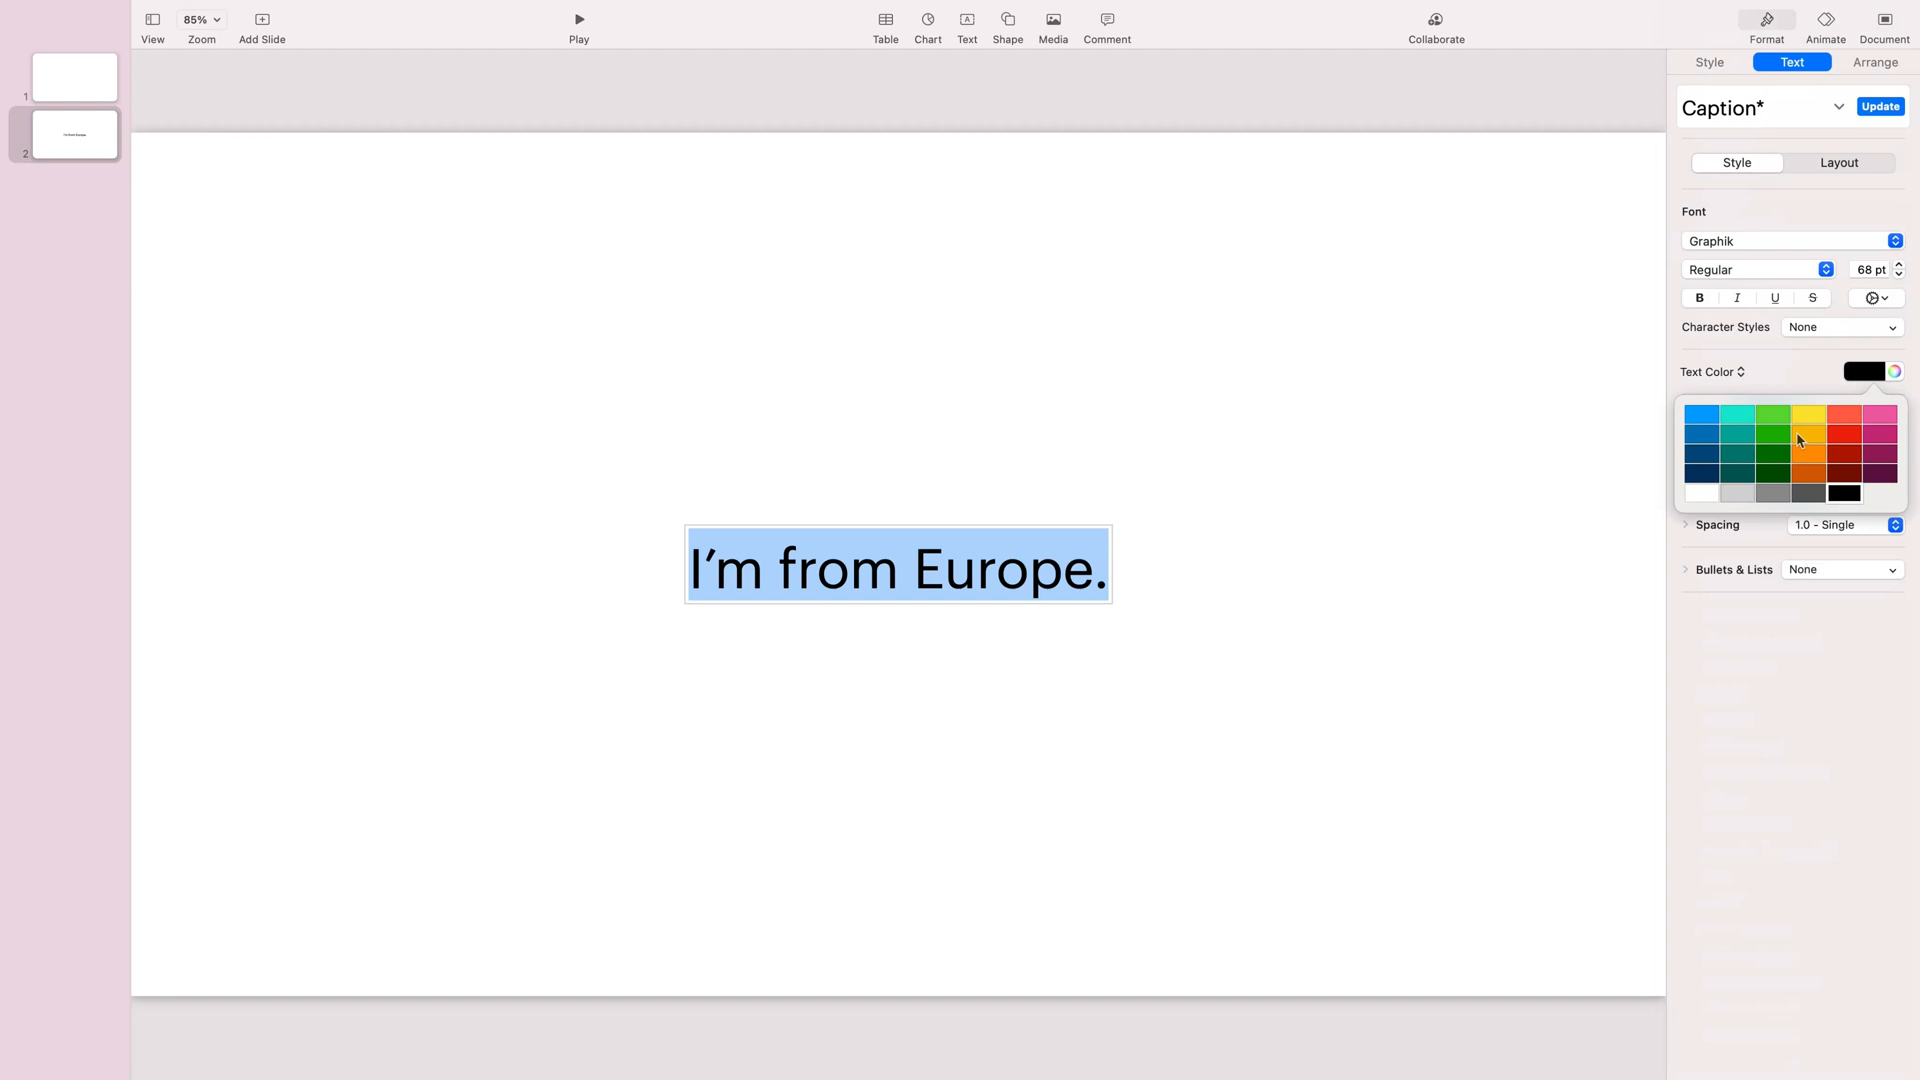 View
85%
Zoom
Add Slide
Play
Table
Chart
Text
Shape
Media
Comment
Collaborate
Format
Animate
Document
Style
Text
Arrange
1
I'm from Europe.
2
Caption*
Update
Style
Layout
Font
Graphik
Regular
68 pt
B
I
U
S
Character Styles
None
Text Color
Spacing
1.0 - Single
Bullets & Lists
None
I’m from Europe.